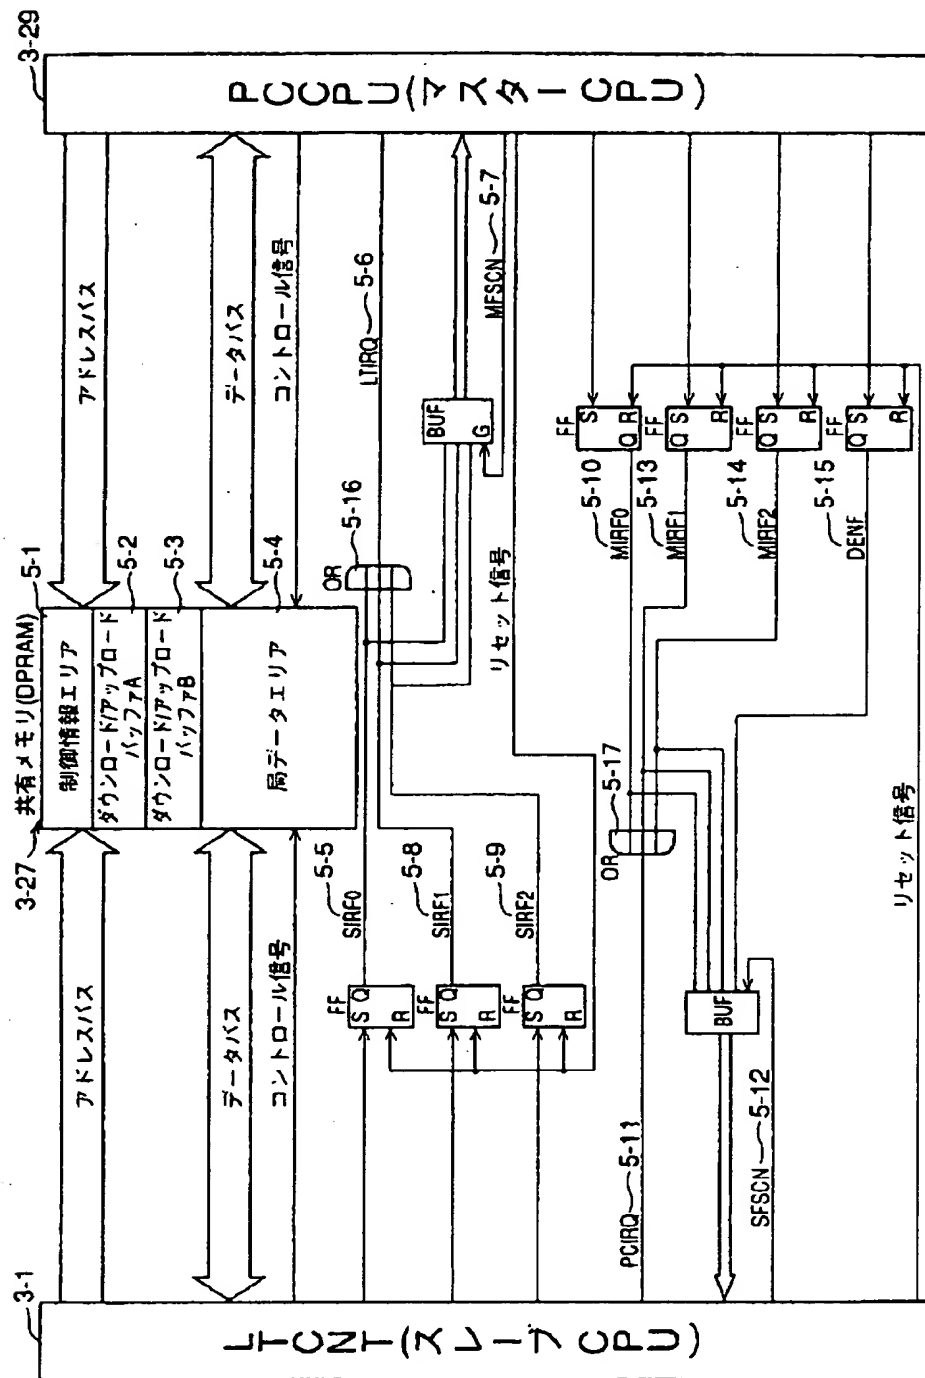 3-1
LTCNT(スレーブCPU)
3-29
PCCPU(マスターCPU)
3-27
共有メモリ(DPRAM)
5-1
制御情報エリア
ダウンロード/アップロード
バッファA
5-2
ダウンロード/アップロード
バッファB
5-3
局データエリア
5-4
アドレスバス
データバス
コントロール信号
アドレスバス
データバス
コントロール信号
5-5
SIRF0
FF
S Q
R
5-8
SIRF1
FF
S Q
R
5-9
SIRF2
FF
S Q
R
OR
5-16
LTIRQ
5-6
BUF
G
MFSCN
5-7
リセット信号
PCIRQ
5-11
OR
5-17
BUF
SFSCN
5-12
5-10
MIRF0
FF
S
Q R
5-13
MIRF1
FF
Q S
R
5-14
MIRF2
FF
Q S
R
5-15
DENF
FF
Q S
R
リセット信号